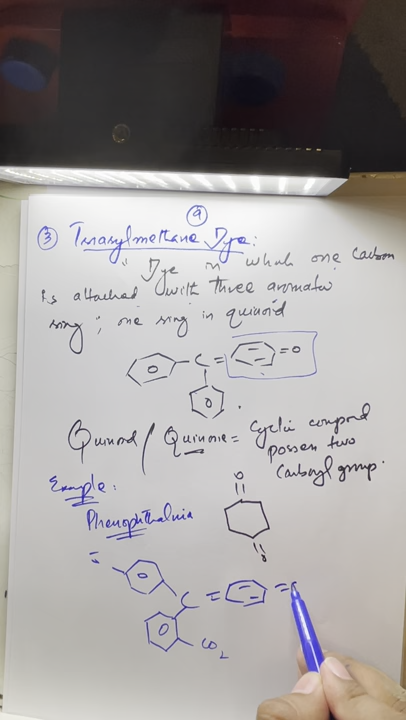 9
③ Triarylmethane Dye:
"Dye in which one Carbon
is attached with three aromatic
ring", one ring in quinoid
C = = O
Quinoid / Quinone = Cyclic compound
possess two
Carbonyl group.
Example:
Phenophthalnia
O
O
C = =
CO2